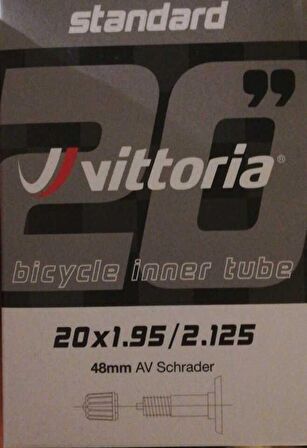 standard
20"
vittoria®
bicycle inner tube
20x1.95/2.125
48mm AV Schrader